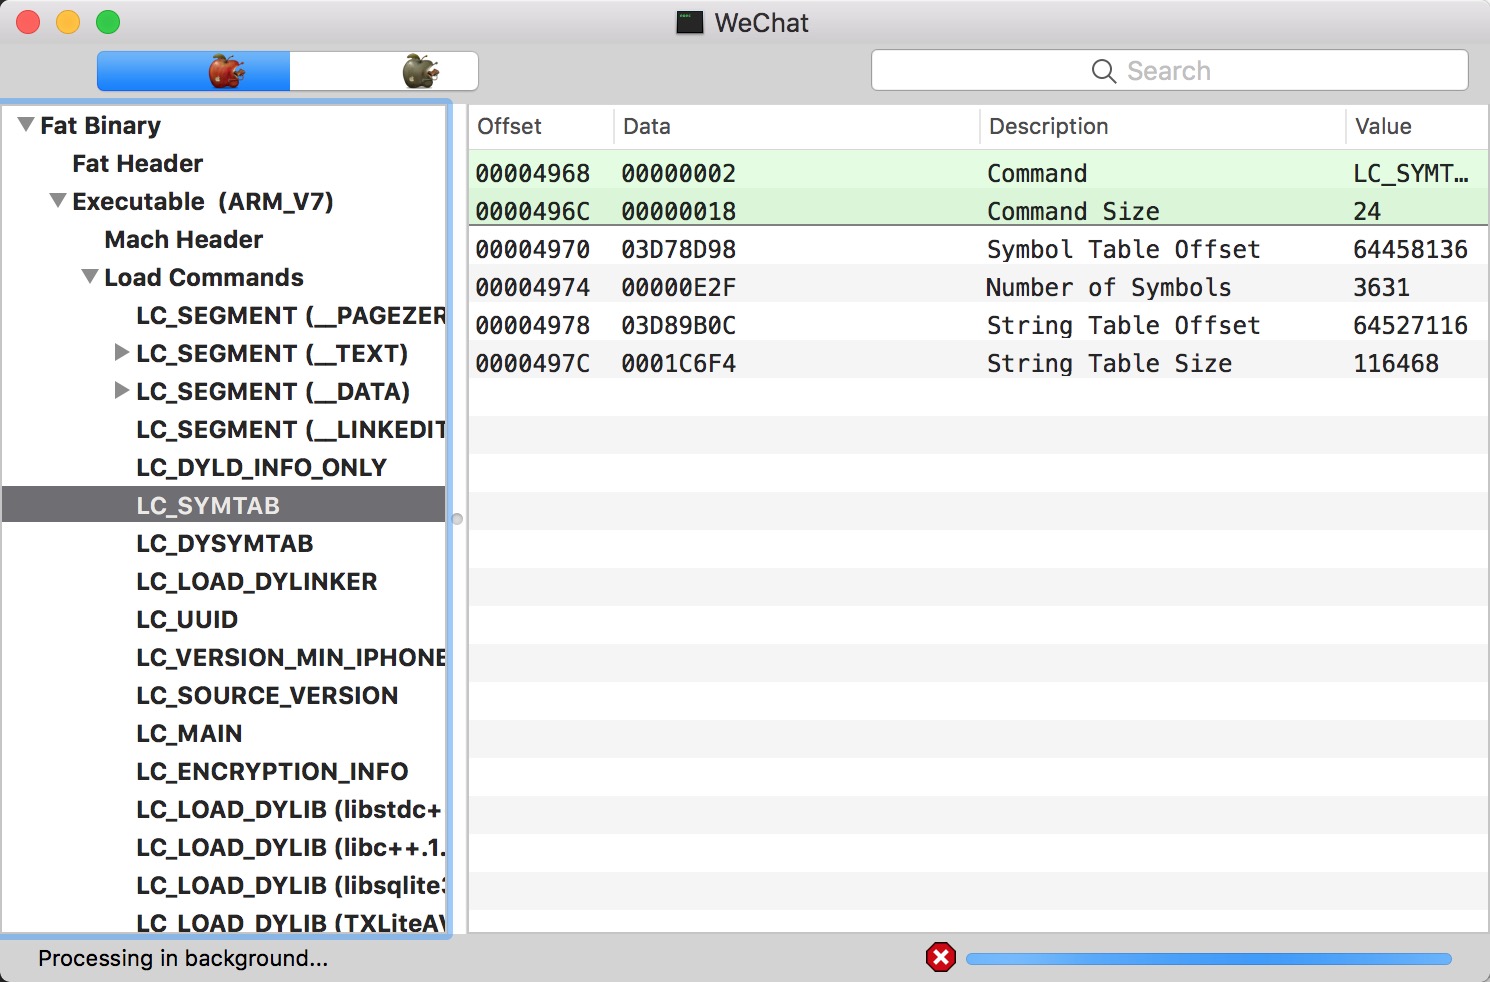 WeChat
Search
Fat Binary
Fat Header
Executable (ARM_V7)
Mach Header
Load Commands
LC_SEGMENT (__PAGEZER
LC_SEGMENT (__TEXT)
LC_SEGMENT (__DATA)
LC_SEGMENT (__LINKEDIT
LC_DYLD_INFO_ONLY
LC_SYMTAB
LC_DYSYMTAB
LC_LOAD_DYLINKER
LC_UUID
LC_VERSION_MIN_IPHONE
LC_SOURCE_VERSION
LC_MAIN
LC_ENCRYPTION_INFO
LC_LOAD_DYLIB (libstdc+
LC_LOAD_DYLIB (libc++.1.
LC_LOAD_DYLIB (libsqlite3
LC_LOAD_DYLIB (TXLiteAV
Offset Data Description Value
00004968 00000002 Command LC_SYMT…
0000496C 00000018 Command Size 24
00004970 03D78D98 Symbol Table Offset 64458136
00004974 00000E2F Number of Symbols 3631
00004978 03D89B0C String Table Offset 64527116
0000497C 0001C6F4 String Table Size 116468
Processing in background...